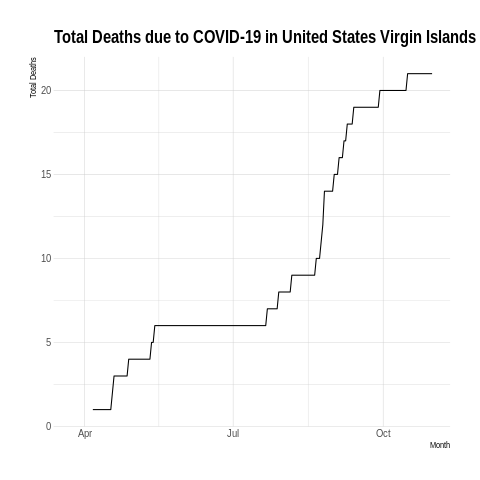 Total Deaths due to COVID-19 in United States Virgin Islands
Total Deaths
20
15
10
5
0
Apr
Jul
Oct
Month